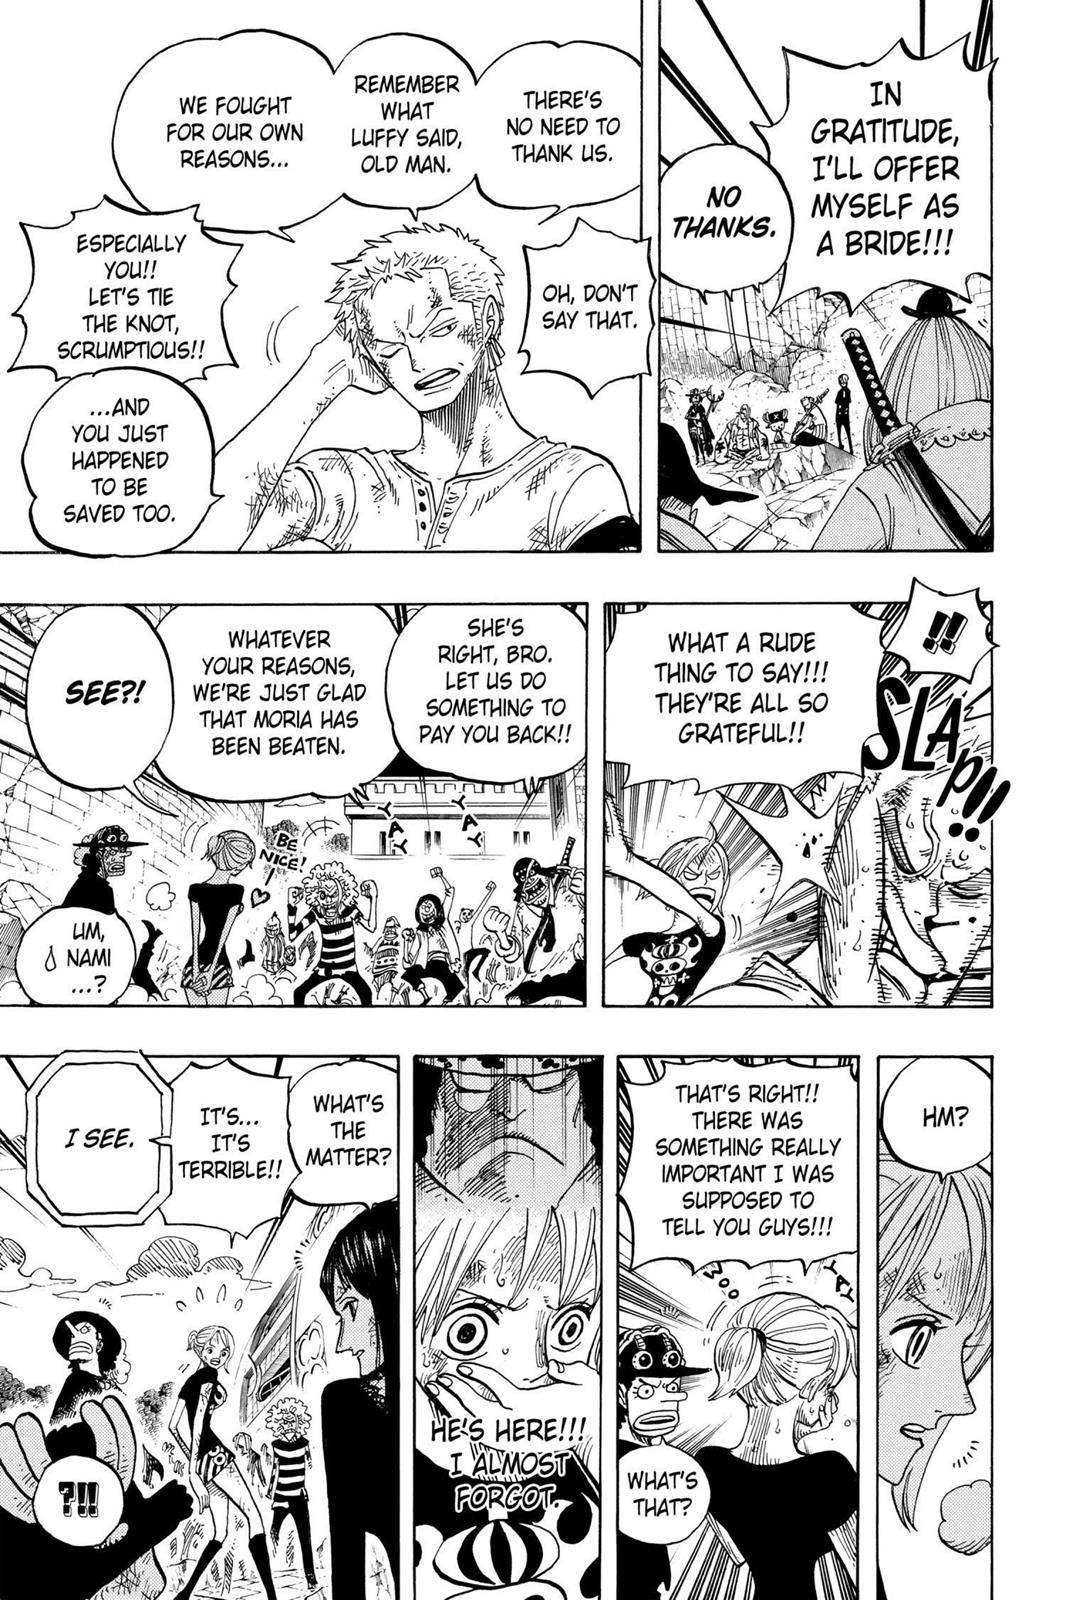 IN
GRATITUDE,
I'LL OFFER
MYSELF AS
A BRIDE!!!
NO
THANKS.
THERE'S
NO NEED TO
THANK US.
REMEMBER
WHAT
LUFFY SAID,
OLD MAN.
WE FOUGHT
FOR OUR OWN
REASONS...
OH, DON'T
SAY THAT.
ESPECIALLY
YOU!!
LET'S TIE
THE KNOT,
SCRUMPTIOUS!!
...AND
YOU JUST
HAPPENED
TO BE
SAVED TOO.
!!
WHAT A RUDE
THING TO SAY!!!
THEY'RE ALL SO
GRATEFUL!!
SLAP!!
SHE'S
RIGHT, BRO.
LET US DO
SOMETHING TO
PAY YOU BACK!!
WHATEVER
YOUR REASONS,
WE'RE JUST GLAD
THAT MORIA HAS
BEEN BEATEN.
SEE?!
YAY
YAY
BE
NICE!
UM,
NAMI
...?
HM?
THAT'S RIGHT!!
THERE WAS
SOMETHING REALLY
IMPORTANT I WAS
SUPPOSED TO
TELL YOU GUYS!!!
WOO
YAY
WHAT'S
THAT?
HE'S HERE!!!
I ALMOST
FORGOT.
WHAT'S
THE
MATTER?
IT'S...
IT'S
TERRIBLE!!
I SEE.
?!!